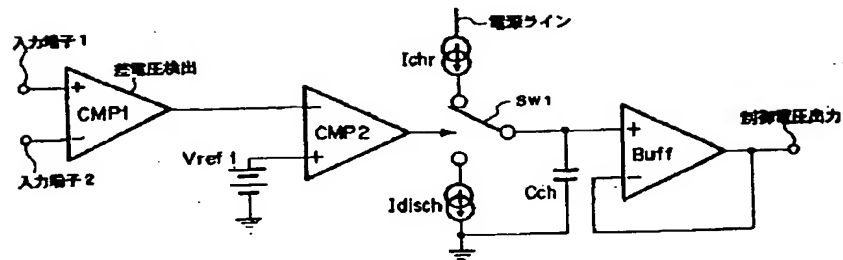 電源ライン
入力端子1
差電圧検出
Ichr
SW1
制御電圧出力
CMP1
CMP2
Buff
Vref 1
入力端子2
Cch
Idisch